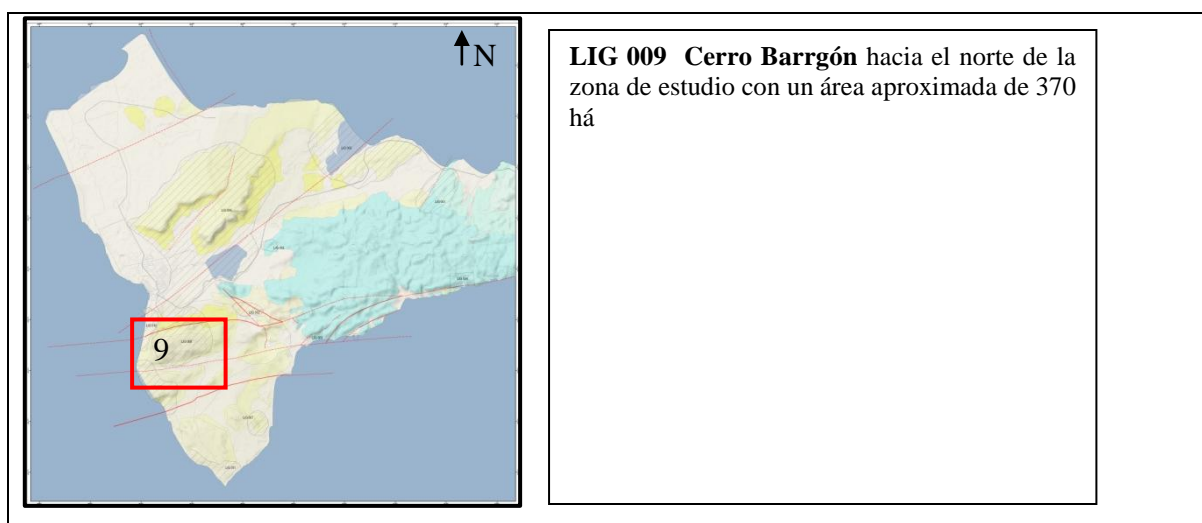 N
9
LIG 009 Cerro Barrgón hacia el norte de la
zona de estudio con un área aproximada de 370
há